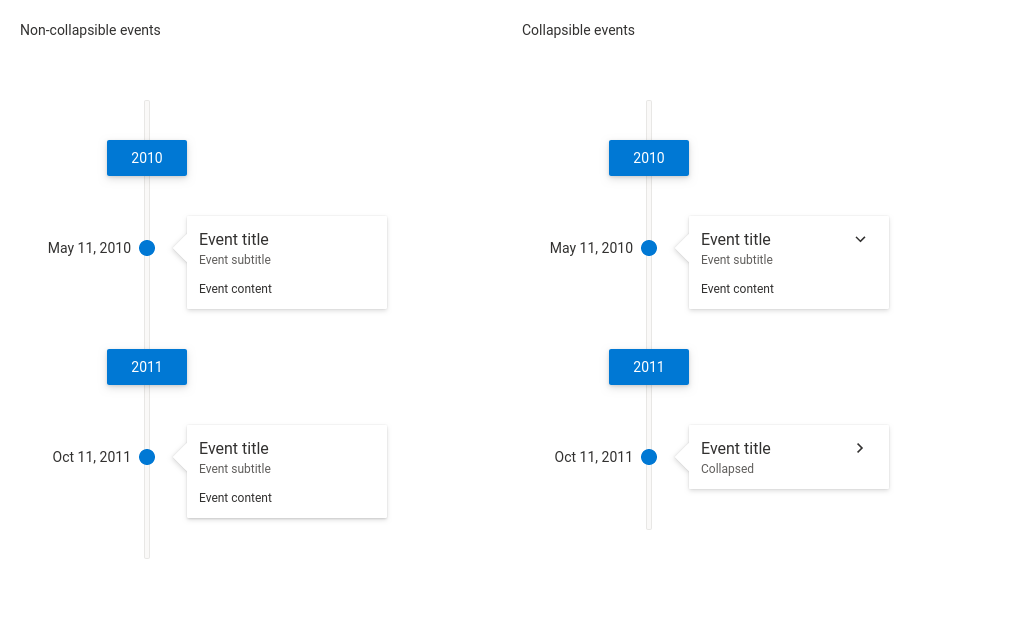 Non-collapsible events
2010
May 11, 2010
Event title
Event subtitle
Event content
2011
Oct 11, 2011
Event title
Event subtitle
Event content
Collapsible events
2010
May 11, 2010
Event title
Event subtitle
Event content
2011
Oct 11, 2011
Event title
Collapsed